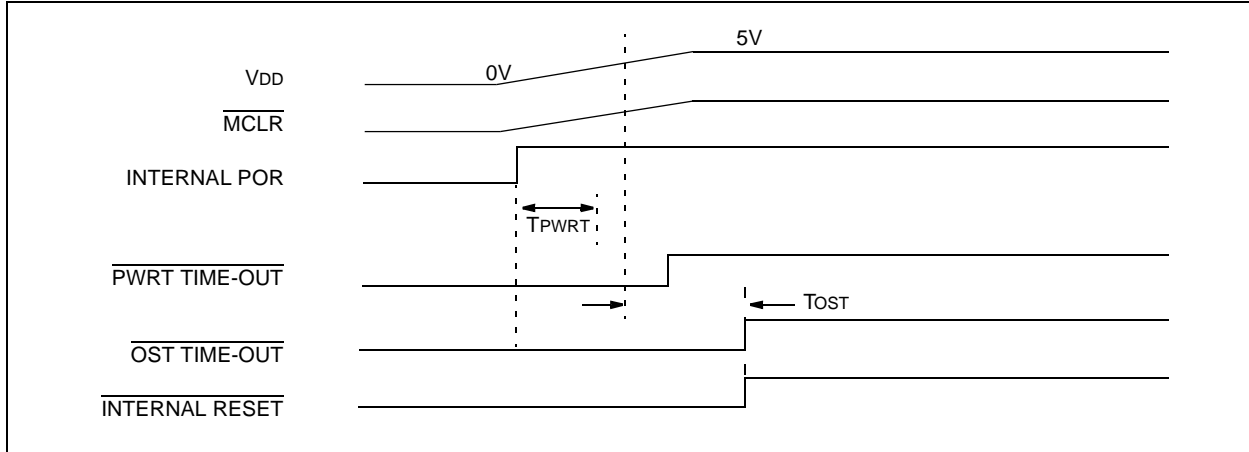 5V
0V
VDD
MCLR
INTERNAL POR
TPWRT
PWRT TIME-OUT
TOST
OST TIME-OUT
INTERNAL RESET